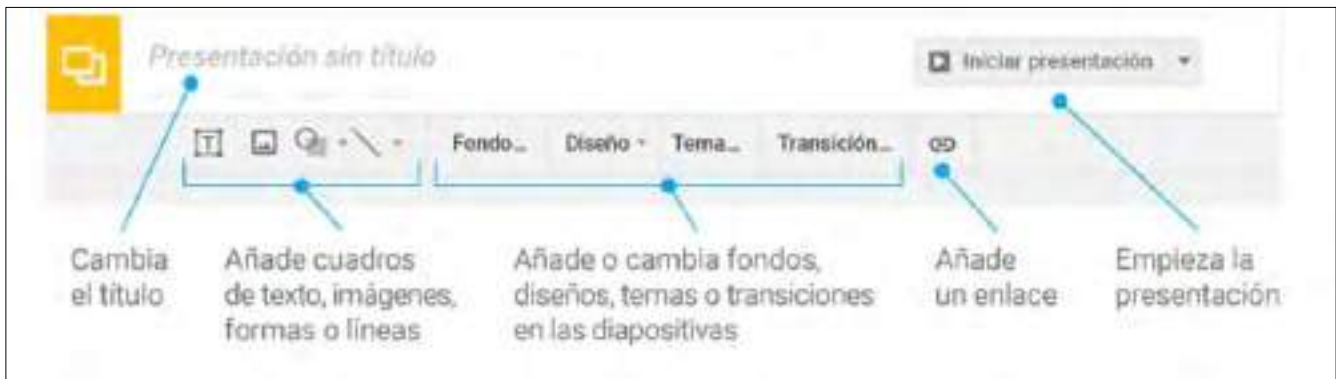 Presentación sin título
Iniciar presentación
T
Fondo... Diseño Tema... Transición...
Cambia
el título
Añade cuadros
de texto, imágenes,
formas o líneas
Añade o cambia fondos,
diseños, temas o transiciones
en las diapositivas
Añade
un enlace
Empieza la
presentación